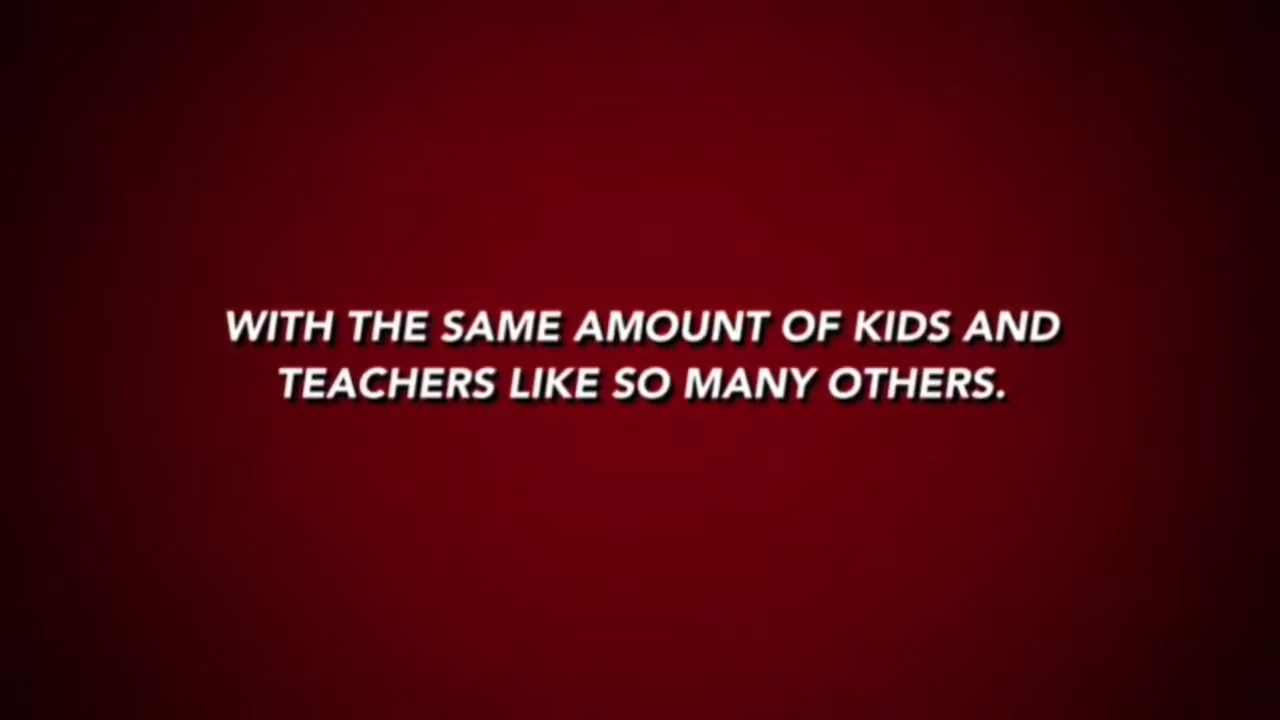 WITH THE SAME AMOUNT OF KIDS AND
TEACHERS LIKE SO MANY OTHERS.